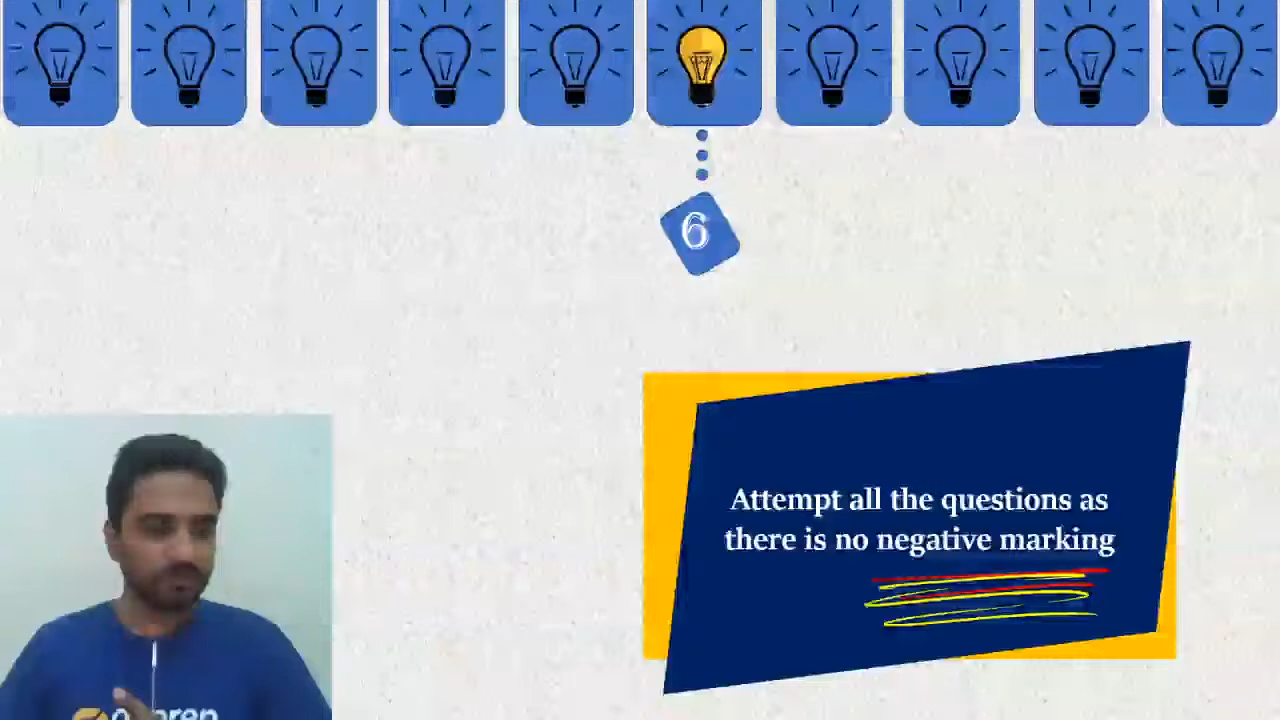 6
Attempt all the questions as
there is no negative marking